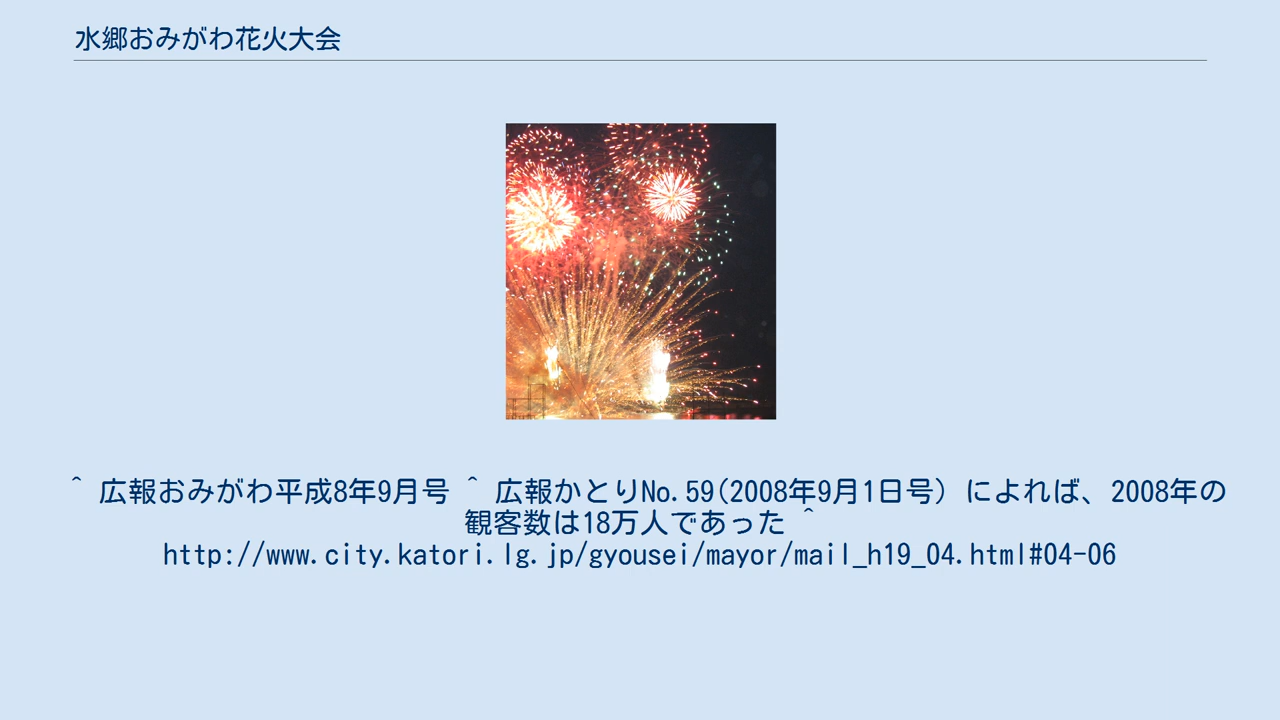 水郷おみがわ花火大会
^ 広報おみがわ平成8年9月号 ^ 広報かとりNo.59(2008年9月1日号) によれば、2008年の
観客数は18万人であった ^
http://www.city.katori.lg.jp/gyousei/mayor/mail_h19_04.html#04-06